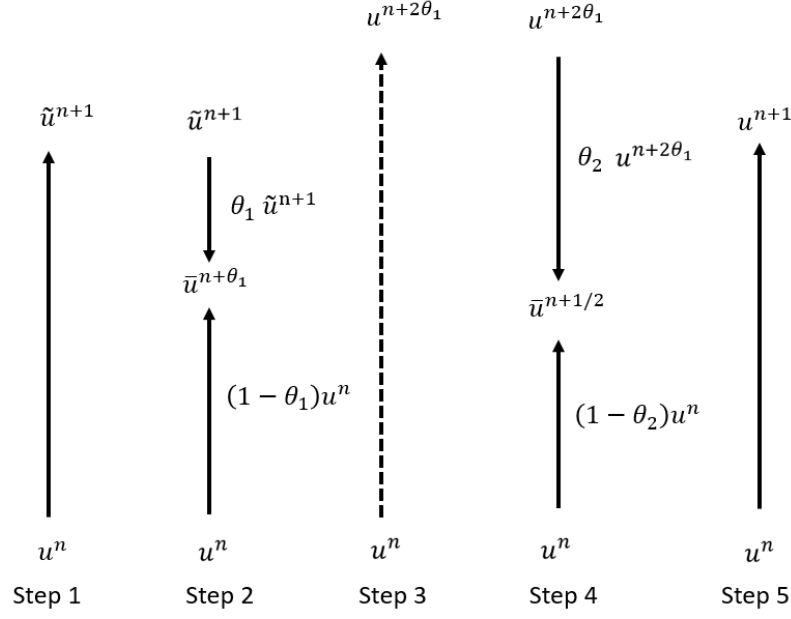 u^{n+2θ_1} u^{n+2θ_1}
ũ^{n+1} ũ^{n+1} u^{n+1}
θ_2 u^{n+2θ_1}
θ_1 ũ^{n+1}
ū^{n+θ_1} ū^{n+1/2}
(1 − θ_1)u^n (1 − θ_2)u^n
u^n u^n u^n u^n u^n
Step 1 Step 2 Step 3 Step 4 Step 5